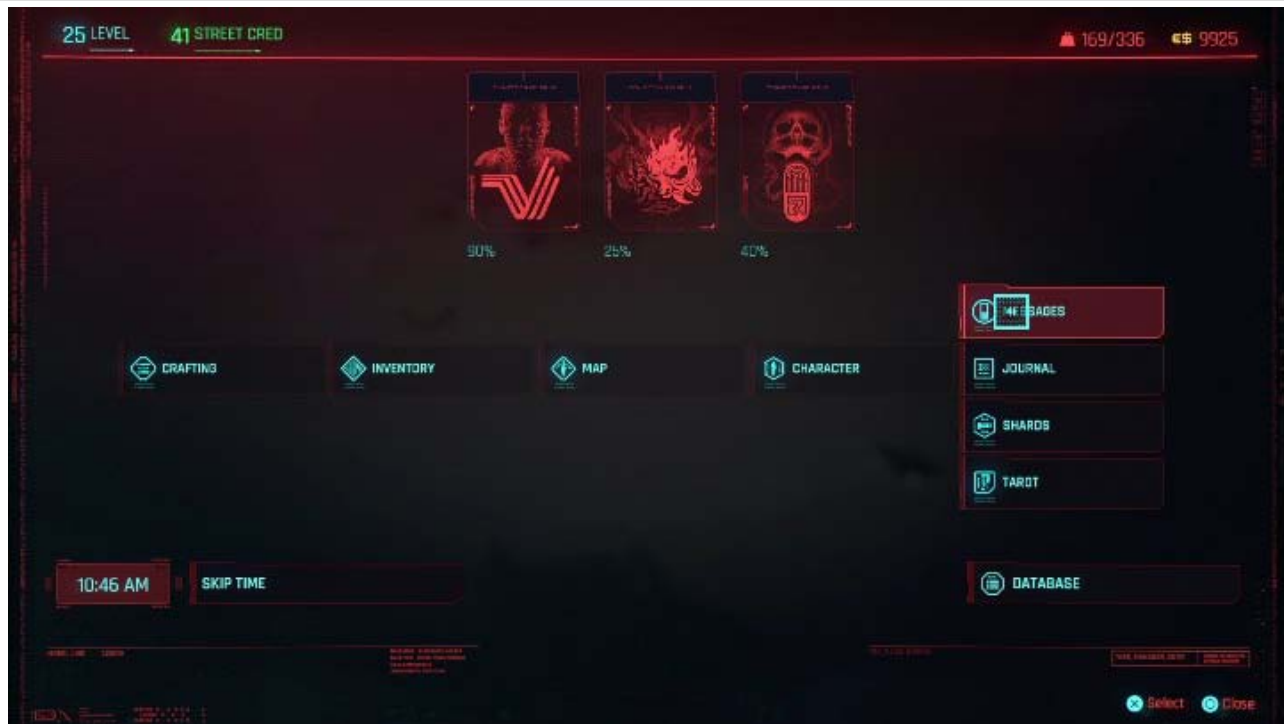 25 LEVEL
41 STREET CRED
169/336
€$ 9925
90%
25%
40%
MESSAGES
CRAFTING
INVENTORY
MAP
CHARACTER
JOURNAL
SHARDS
TAROT
10:46 AM
SKIP TIME
DATABASE
Select
Close